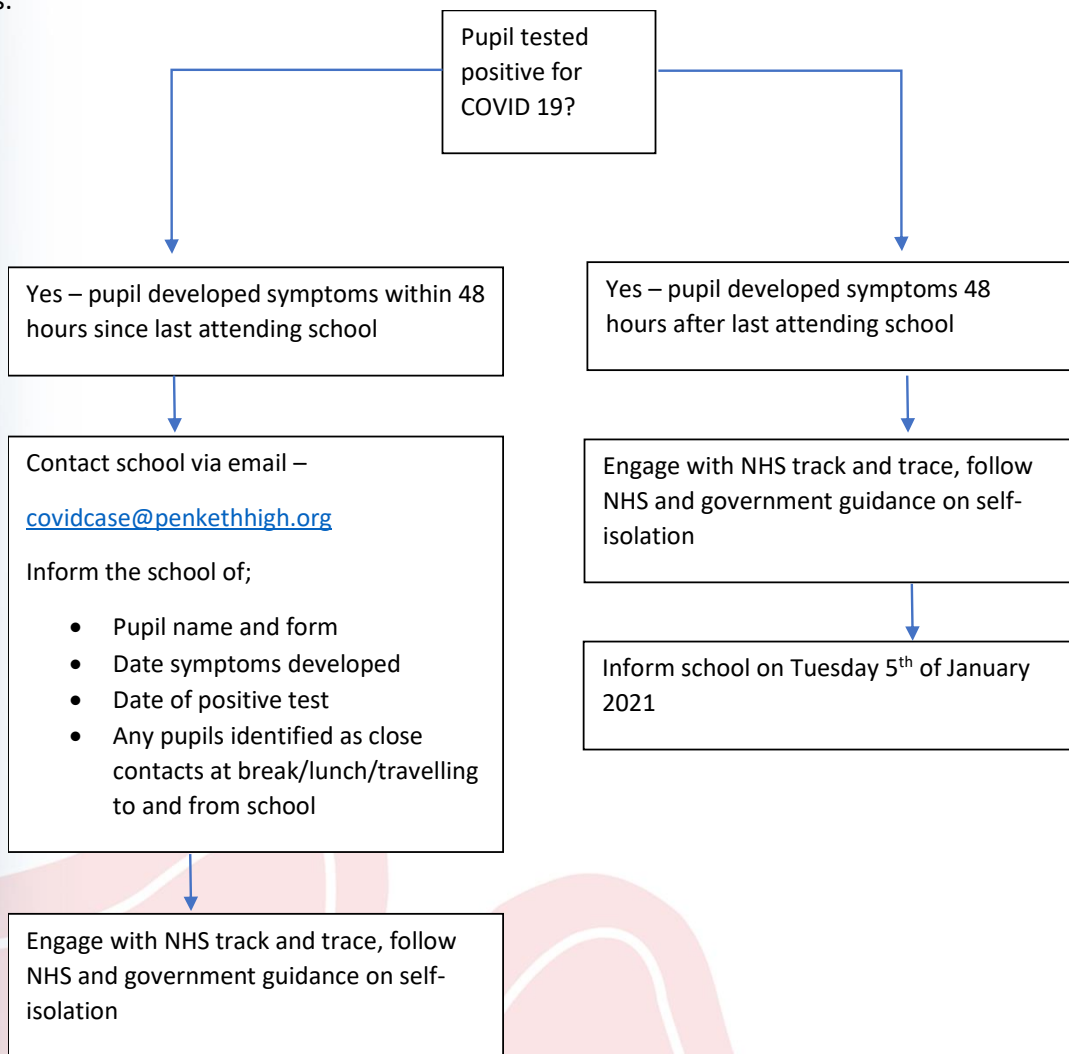 s.
Pupil tested
positive for
COVID 19?
Yes – pupil developed symptoms within 48
hours since last attending school
Contact school via email –
covidcase@penkethhigh.org
Inform the school of;
• Pupil name and form
• Date symptoms developed
• Date of positive test
• Any pupils identified as close
contacts at break/lunch/travelling
to and from school
Engage with NHS track and trace, follow
NHS and government guidance on self-
isolation
Yes – pupil developed symptoms 48
hours after last attending school
Engage with NHS track and trace, follow
NHS and government guidance on self-
isolation
Inform school on Tuesday 5th of January
2021